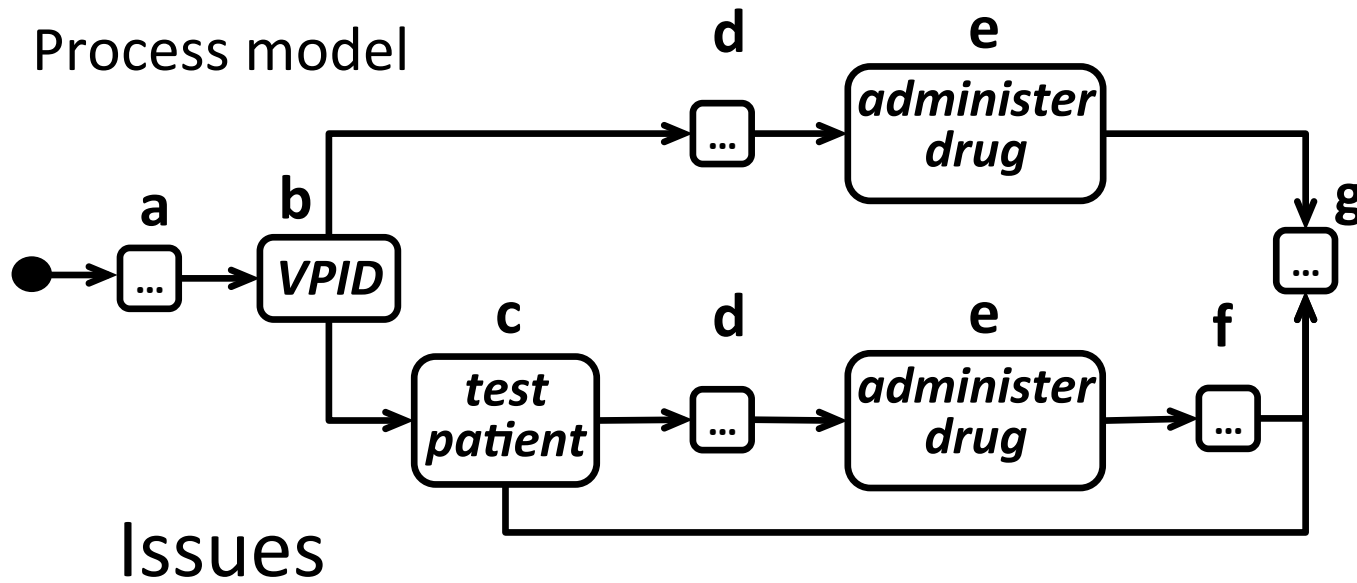 Process model
d
e
...
administer
drug
a
b
g
...
VPID
...
c
d
e
f
test
patient
...
administer
drug
...
Issues